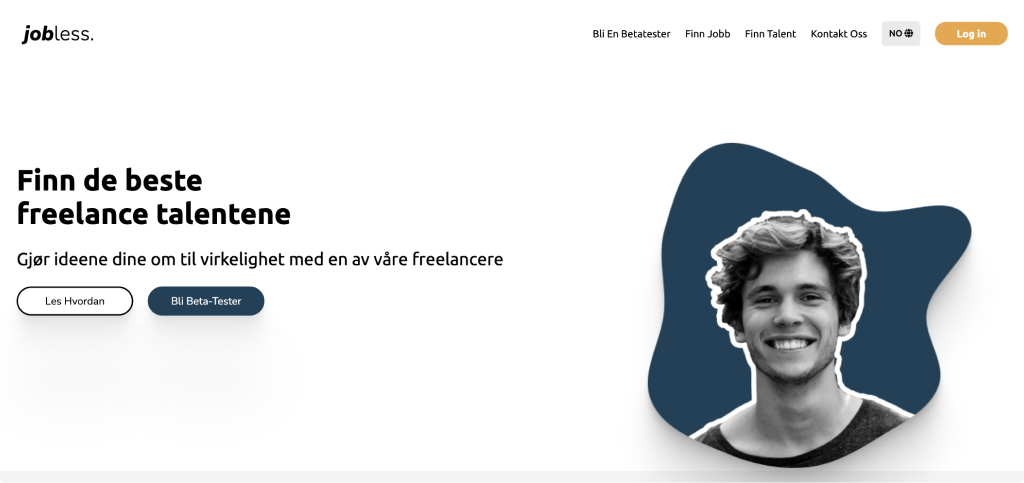 jobless.
Bli En Betatester
Finn Jobb
Finn Talent
Kontakt Oss
NO
Log in
Finn de beste
freelance talentene
Gjør ideene dine om til virkelighet med en av våre freelancere
Les Hvordan
Bli Beta-Tester